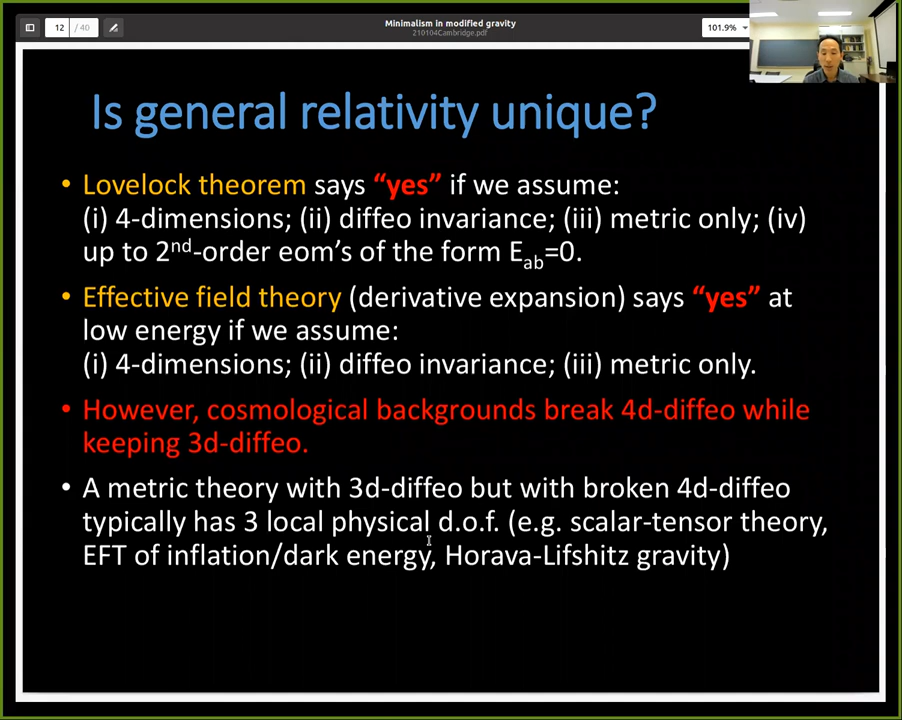 12 / 40
Minimalism in modified gravity
210104Cambridge.pdf
101.9%
Is general relativity unique?
• Lovelock theorem says “yes” if we assume:
(i) 4-dimensions; (ii) diffeo invariance; (iii) metric only; (iv)
up to 2nd-order eom’s of the form Eab=0.
• Effective field theory (derivative expansion) says “yes” at
low energy if we assume:
(i) 4-dimensions; (ii) diffeo invariance; (iii) metric only.
• However, cosmological backgrounds break 4d-diffeo while
keeping 3d-diffeo.
• A metric theory with 3d-diffeo but with broken 4d-diffeo
typically has 3 local physical d.o.f. (e.g. scalar-tensor theory,
EFT of inflation/dark energy, Horava-Lifshitz gravity)